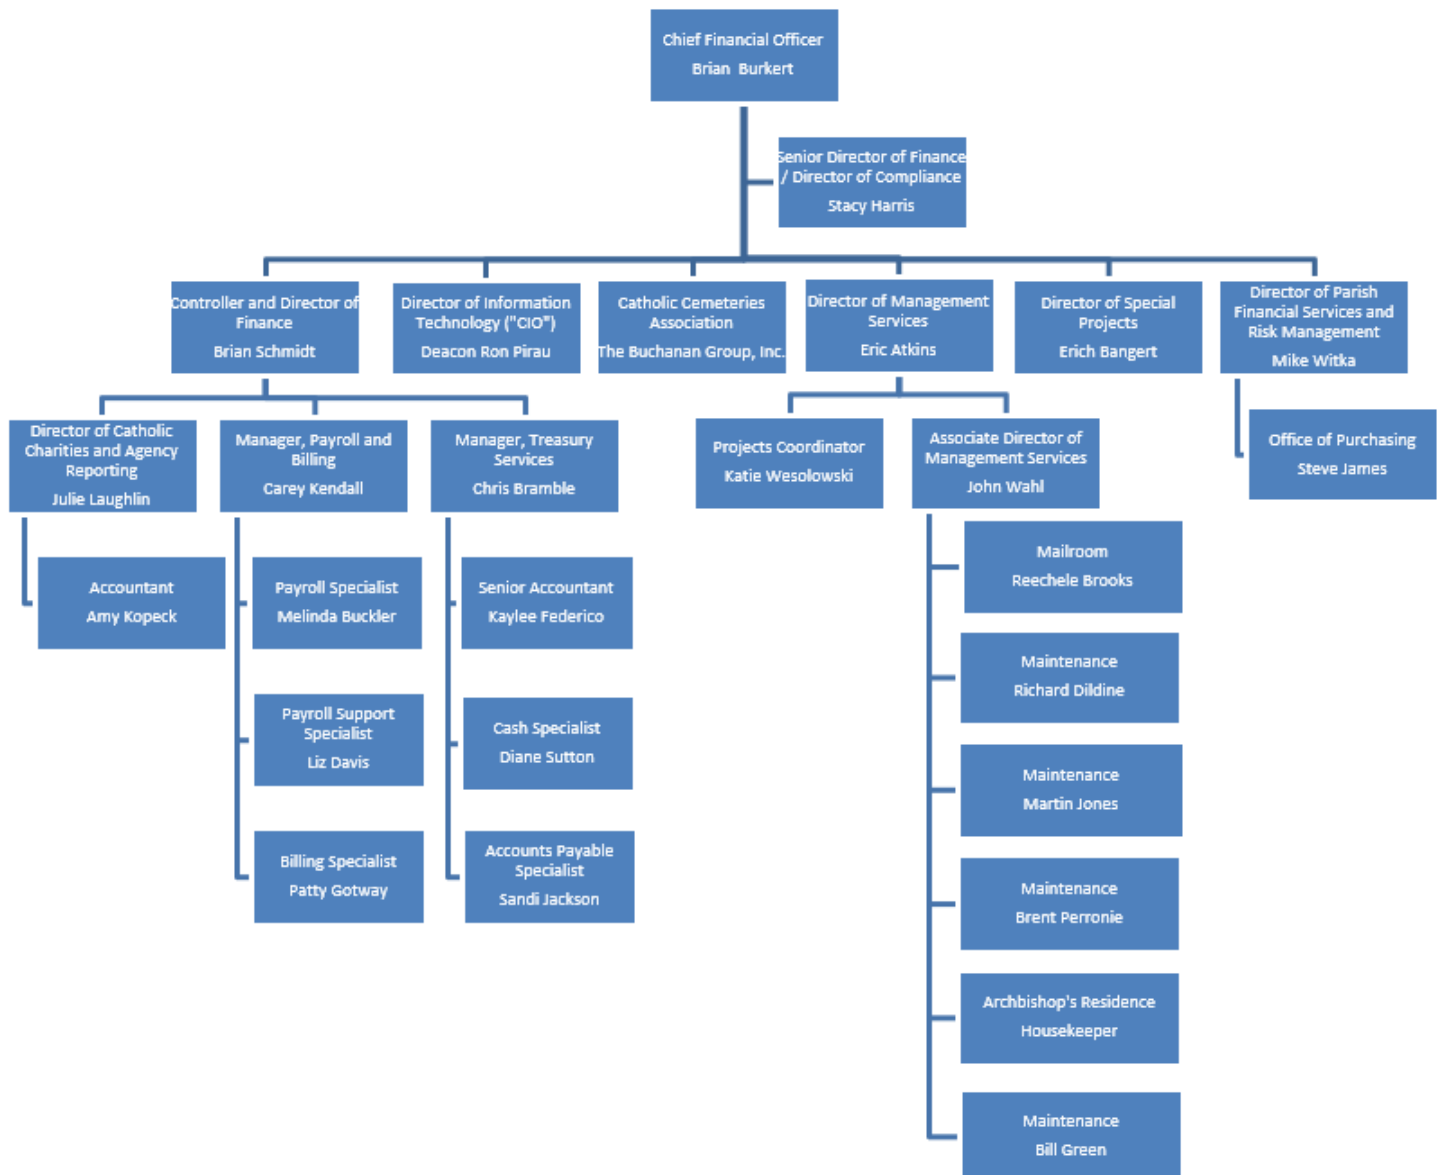 Chief Financial Officer
Brian Burkert
Senior Director of Finance
/ Director of Compliance
Stacy Harris
Controller and Director of
Finance
Brian Schmidt
Director of Information
Technology ("CIO")
Deacon Ron Pirau
Catholic Cemeteries
Association
The Buchanan Group, Inc.
Director of Management
Services
Eric Atkins
Director of Special
Projects
Erich Bangert
Director of Parish
Financial Services and
Risk Management
Mike Witka
Director of Catholic
Charities and Agency
Reporting
Julie Laughlin
Manager, Payroll and
Billing
Carey Kendall
Manager, Treasury
Services
Chris Bramble
Projects Coordinator
Katie Wesolowski
Associate Director of
Management Services
John Wahl
Office of Purchasing
Steve James
Accountant
Amy Kopeck
Payroll Specialist
Melinda Buckler
Senior Accountant
Kaylee Federico
Mailroom
Reechele Brooks
Maintenance
Richard Dildine
Payroll Support
Specialist
Liz Davis
Cash Specialist
Diane Sutton
Maintenance
Martin Jones
Billing Specialist
Patty Gotway
Accounts Payable
Specialist
Sandi Jackson
Maintenance
Brent Perronie
Archbishop's Residence
Housekeeper
Maintenance
Bill Green